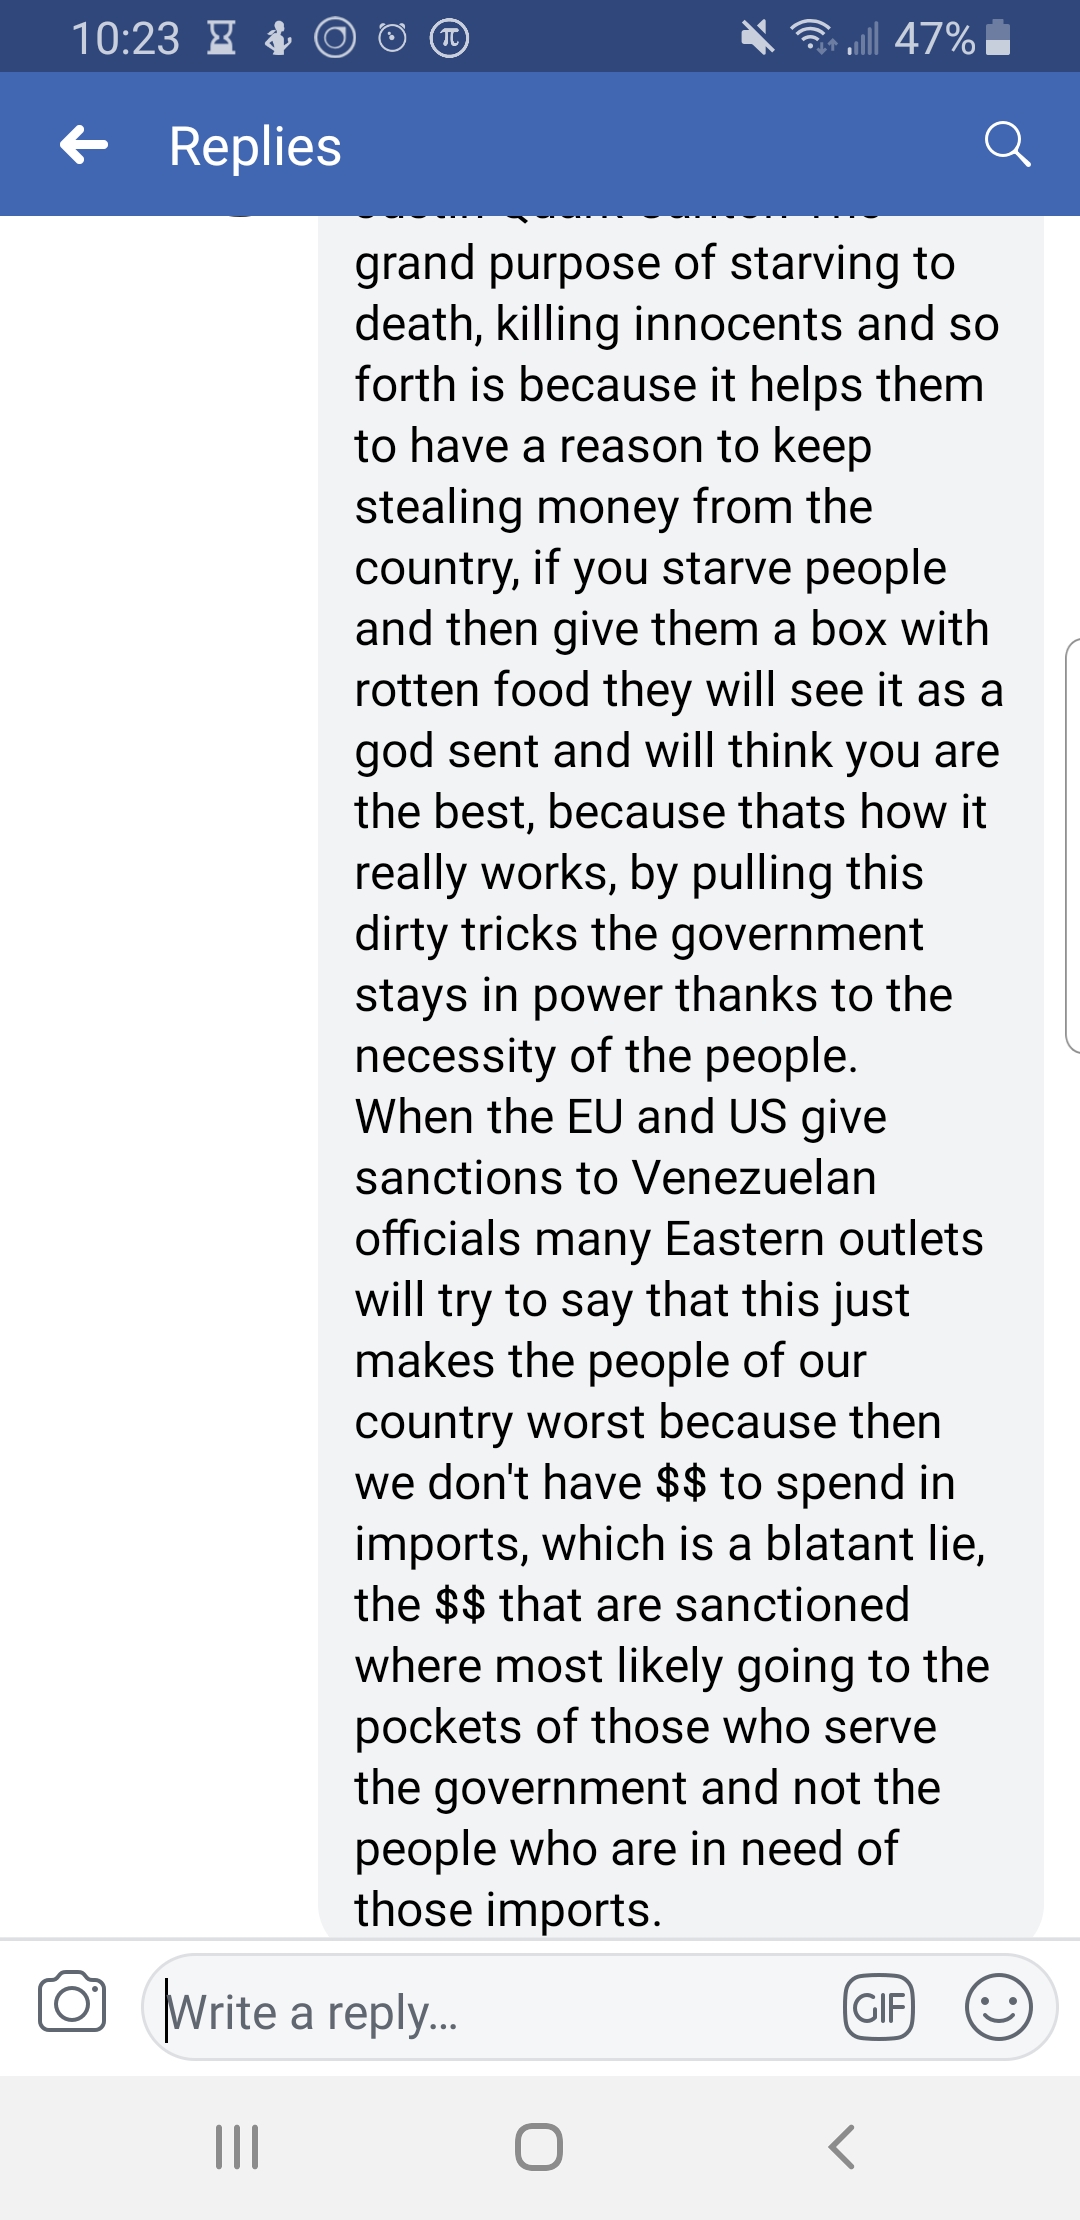 10:23
47%
Replies
grand purpose of starving to
death, killing innocents and so
forth is because it helps them
to have a reason to keep
stealing money from the
country, if you starve people
and then give them a box with
rotten food they will see it as a
god sent and will think you are
the best, because thats how it
really works, by pulling this
dirty tricks the government
stays in power thanks to the
necessity of the people.
When the EU and US give
sanctions to Venezuelan
officials many Eastern outlets
will try to say that this just
makes the people of our
country worst because then
we don't have $$ to spend in
imports, which is a blatant lie,
the $$ that are sanctioned
where most likely going to the
pockets of those who serve
the government and not the
people who are in need of
those imports.
Write a reply...
GIF